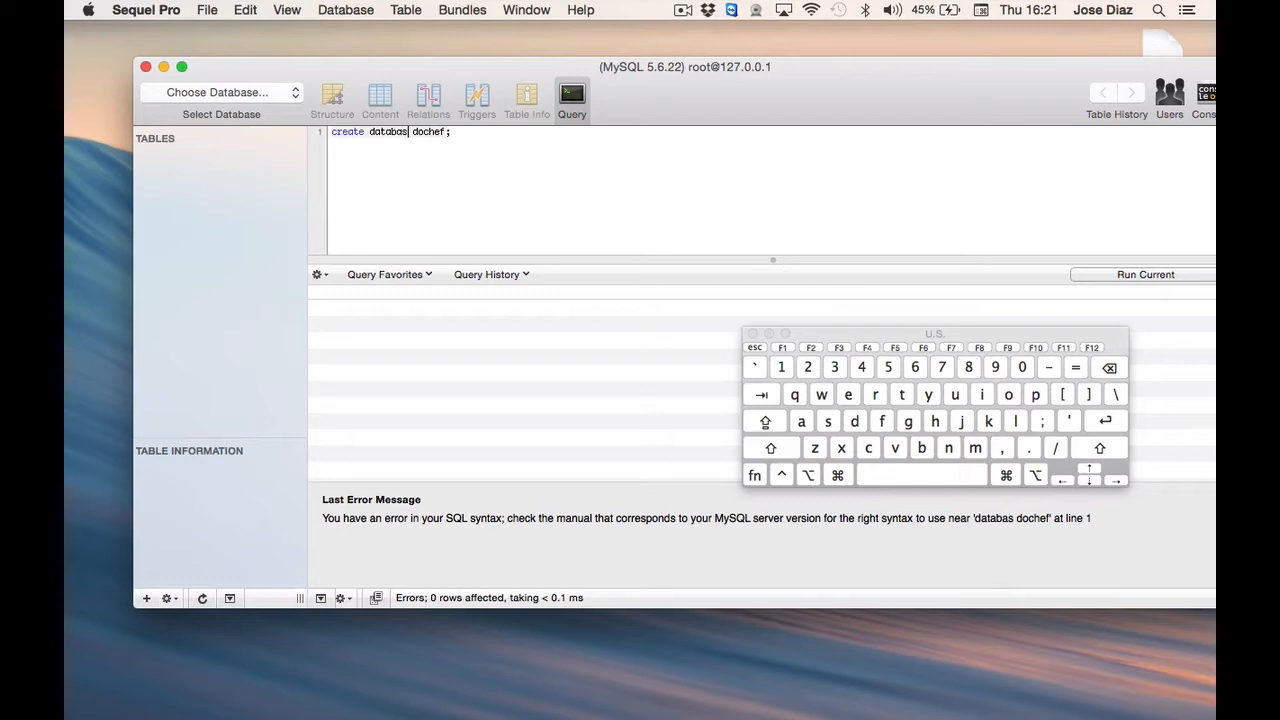 Sequel Pro File Edit View Database Table Bundles Window Help 45% Thu 16:21 Jose Diaz
(MySQL 5.6.22) root@127.0.0.1
Choose Database...
Select Database Structure Content Relations Triggers Table Info Query Table History Users Cons
TABLES
1 create databas dochef;
Query Favorites Query History Run Current
U.S.
esc F1 F2 F3 F4 F5 F6 F7 F8 F9 F10 F11 F12
` 1 2 3 4 5 6 7 8 9 0 - =
q w e r t y u i o p [ ] \
a s d f g h j k l ; '
z x c v b n m , . /
fn ^ ⌥ ⌘ ⌘ ⌥
TABLE INFORMATION
Last Error Message
You have an error in your SQL syntax; check the manual that corresponds to your MySQL server version for the right syntax to use near 'databas dochef' at line 1
Errors; 0 rows affected, taking < 0.1 ms